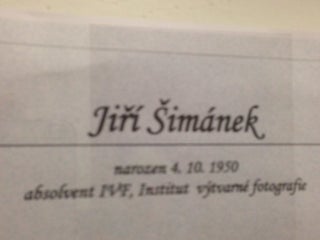 Jiří Šimánek
narozen 4. 10. 1950
absolvent IVF, Institut výtvarné fotografie